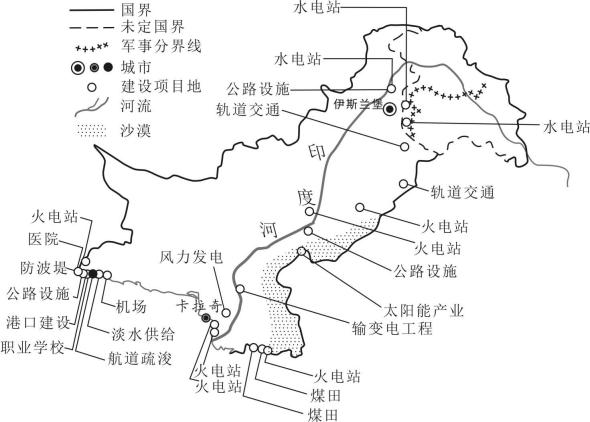 国界
未定国界
军事分界线
城市
建设项目地
河流
沙漠
水电站
水电站
公路设施
轨道交通
伊斯兰堡
水电站
轨道交通
印
度
河
火电站
火电站
公路设施
太阳能产业
输变电工程
风力发电
卡拉奇
火电站
医院
防波堤
公路设施
港口建设
职业学校
机场
淡水供给
航道疏浚
火电站
火电站
火电站
煤田
煤田